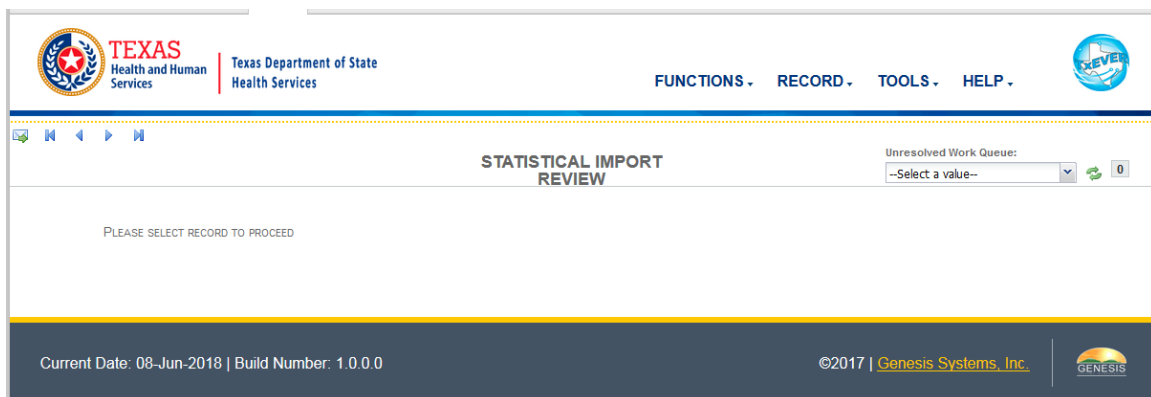 TEXAS
Health and Human
Services
Texas Department of State
Health Services
FUNCTIONS RECORD TOOLS HELP
TxEVER
STATISTICAL IMPORT
REVIEW
Unresolved Work Queue:
--Select a value--
0
PLEASE SELECT RECORD TO PROCEED
Current Date: 08-Jun-2018 | Build Number: 1.0.0.0
©2017 | Genesis Systems, Inc.
GENESIS